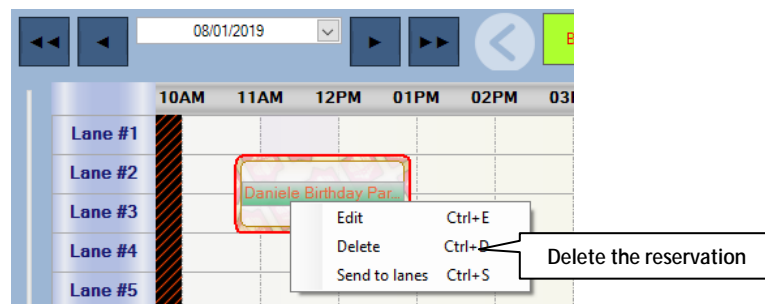 08/01/2019
B
10AM 11AM 12PM 01PM 02PM 03
Lane #1
Lane #2
Daniele Birthday Par...
Lane #3
Edit Ctrl+E
Delete Ctrl+D
Delete the reservation
Lane #4
Send to lanes Ctrl+S
Lane #5